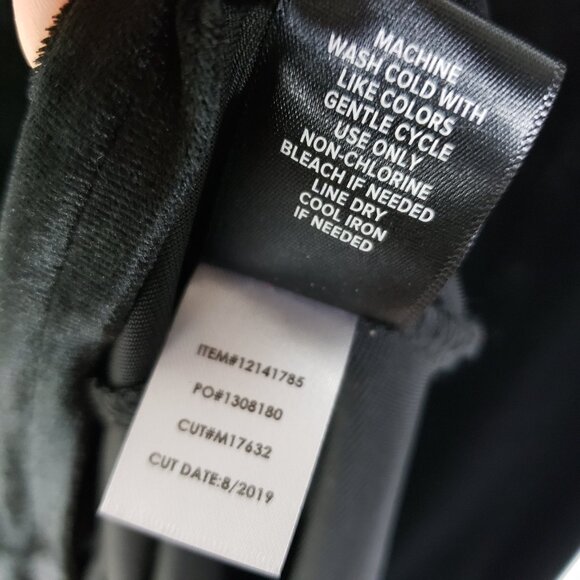 MACHINE
WASH COLD WITH
LIKE COLORS
GENTLE CYCLE
USE ONLY
NON-CHLORINE
BLEACH IF NEEDED
LINE DRY
COOL IRON
IF NEEDED
ITEM#12141785
PO#1308180
CUT#M17632
CUT DATE:8/2019